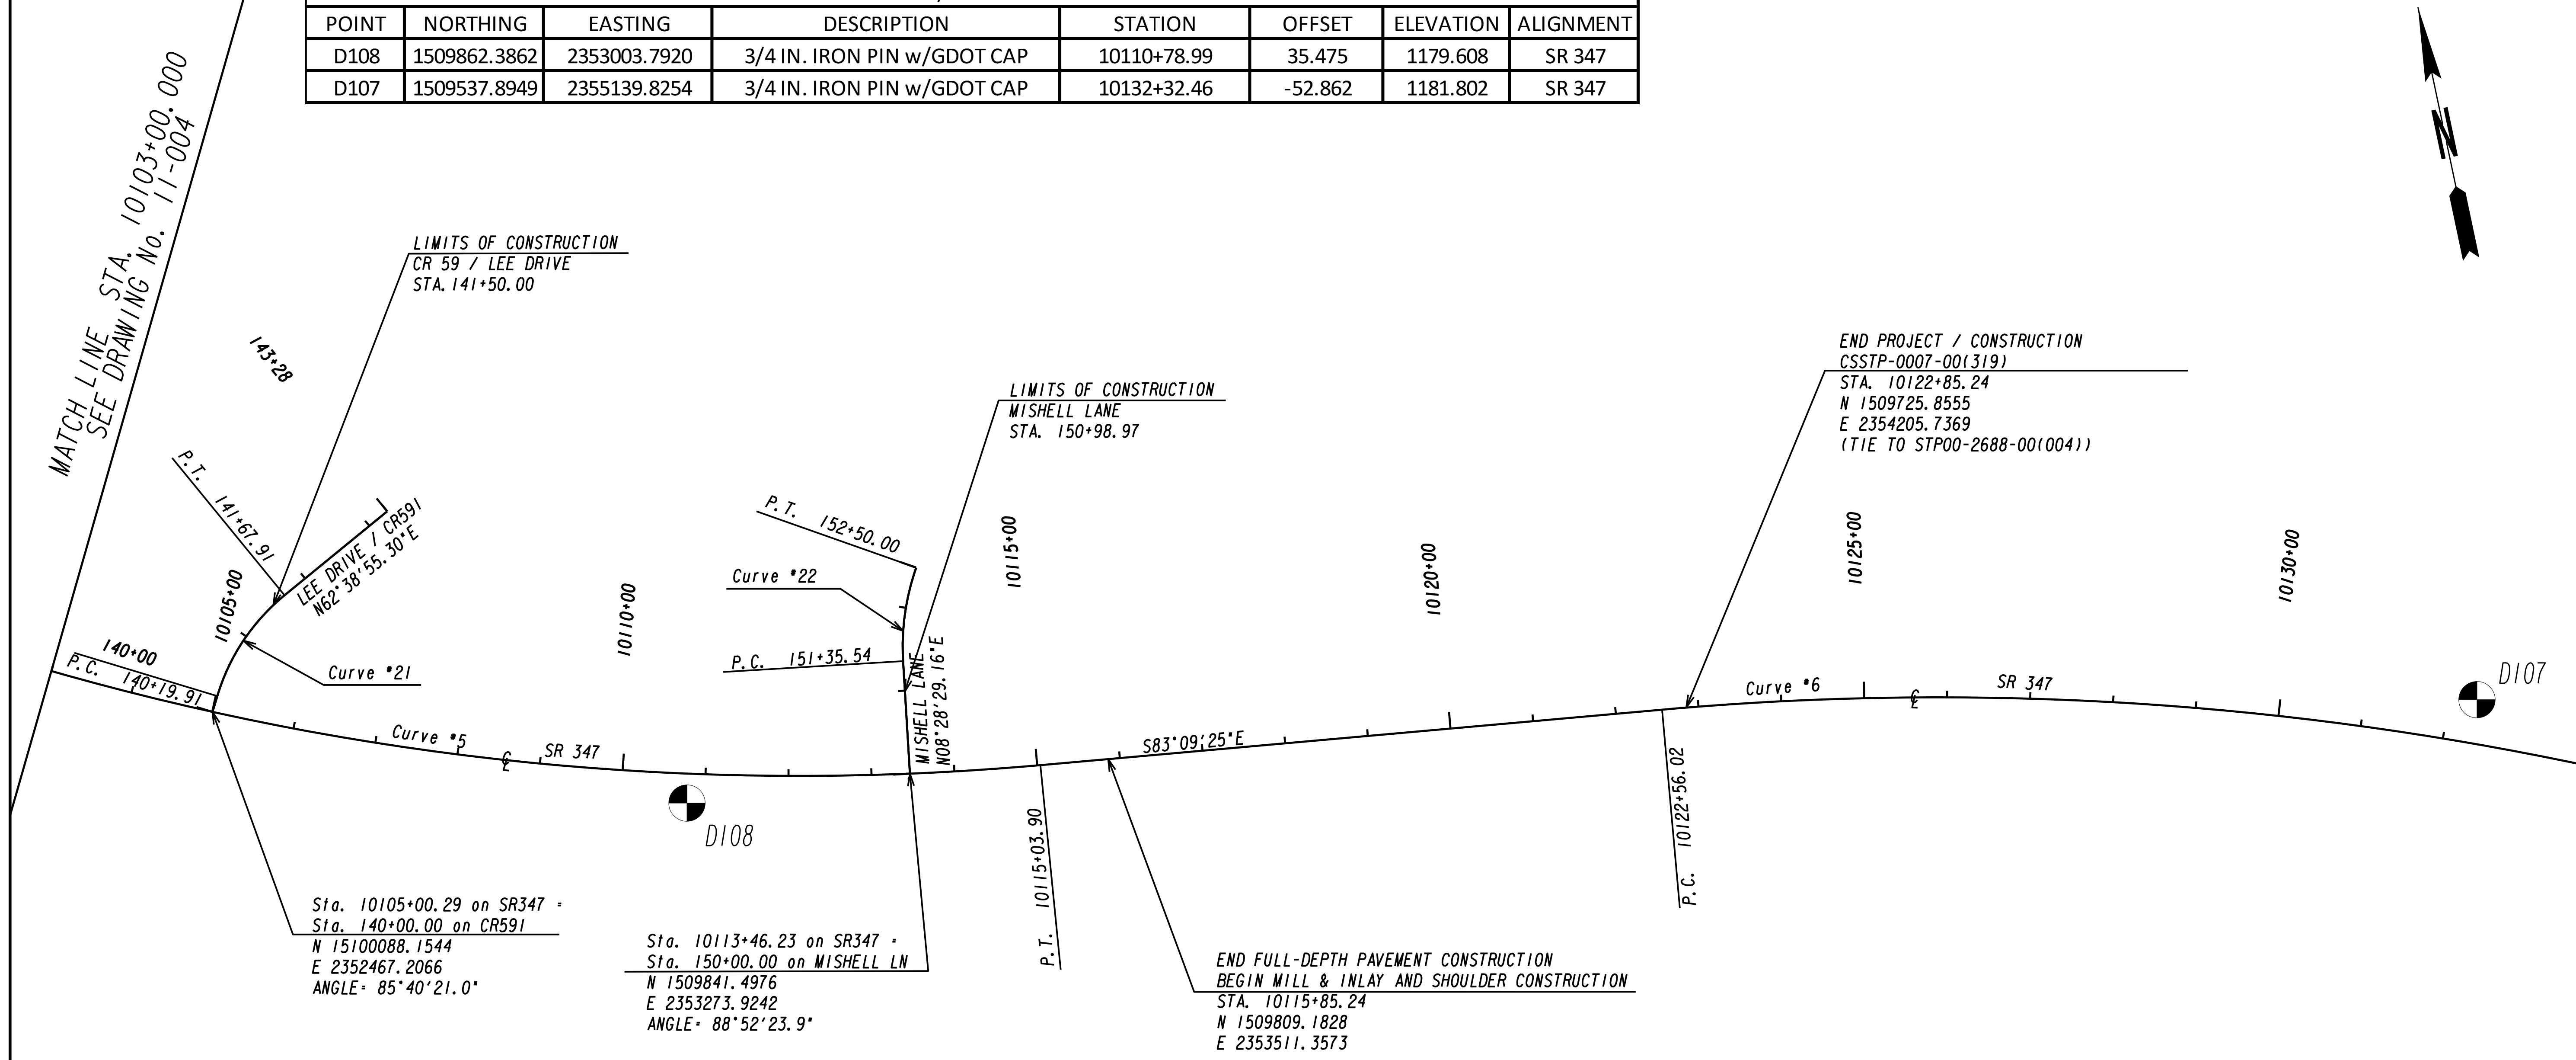 POINT NORTHING EASTING DESCRIPTION STATION OFFSET ELEVATION ALIGNMENT
D108 1509862.3862 2353003.7920 3/4 IN. IRON PIN w/GDOT CAP 10110+78.99 35.475 1179.608 SR 347
D107 1509537.8949 2355139.8254 3/4 IN. IRON PIN w/GDOT CAP 10132+32.46 -52.862 1181.802 SR 347
MATCH LINE STA. 10103+00.000
SEE DRAWING No. 11-004
N
LIMITS OF CONSTRUCTION
CR 59 / LEE DRIVE
STA. 141+50.00
143+28
LIMITS OF CONSTRUCTION
MISHELL LANE
STA. 150+98.97
END PROJECT / CONSTRUCTION
CSSTP-0007-00(319)
STA. 10122+85.24
N 1509725.8555
E 2354205.7369
(TIE TO STP00-2688-00(004))
P.T. 141+67.91
LEE DRIVE / CR591
N62°38'55.30"E
P.T. 152+50.00
Curve #22
P.C. 151+35.54
MISHELL LANE
N08°28'29.16"E
10105+00
10110+00
10115+00
10120+00
10125+00
10130+00
140+00
P.C. 140+19.91
Curve #21
Curve #5
℄
SR 347
S83°09'25"E
Curve #6
℄
SR 347
D107
D108
P.T. 10115+03.90
P.C. 10122+56.02
Sta. 10105+00.29 on SR347 =
Sta. 140+00.00 on CR591
N 15100088.1544
E 2352467.2066
ANGLE= 85°40'21.0"
Sta. 10113+46.23 on SR347 =
Sta. 150+00.00 on MISHELL LN
N 1509841.4976
E 2353273.9242
ANGLE= 88°52'23.9"
END FULL-DEPTH PAVEMENT CONSTRUCTION
BEGIN MILL & INLAY AND SHOULDER CONSTRUCTION
STA. 10115+85.24
N 1509809.1828
E 2353511.3573